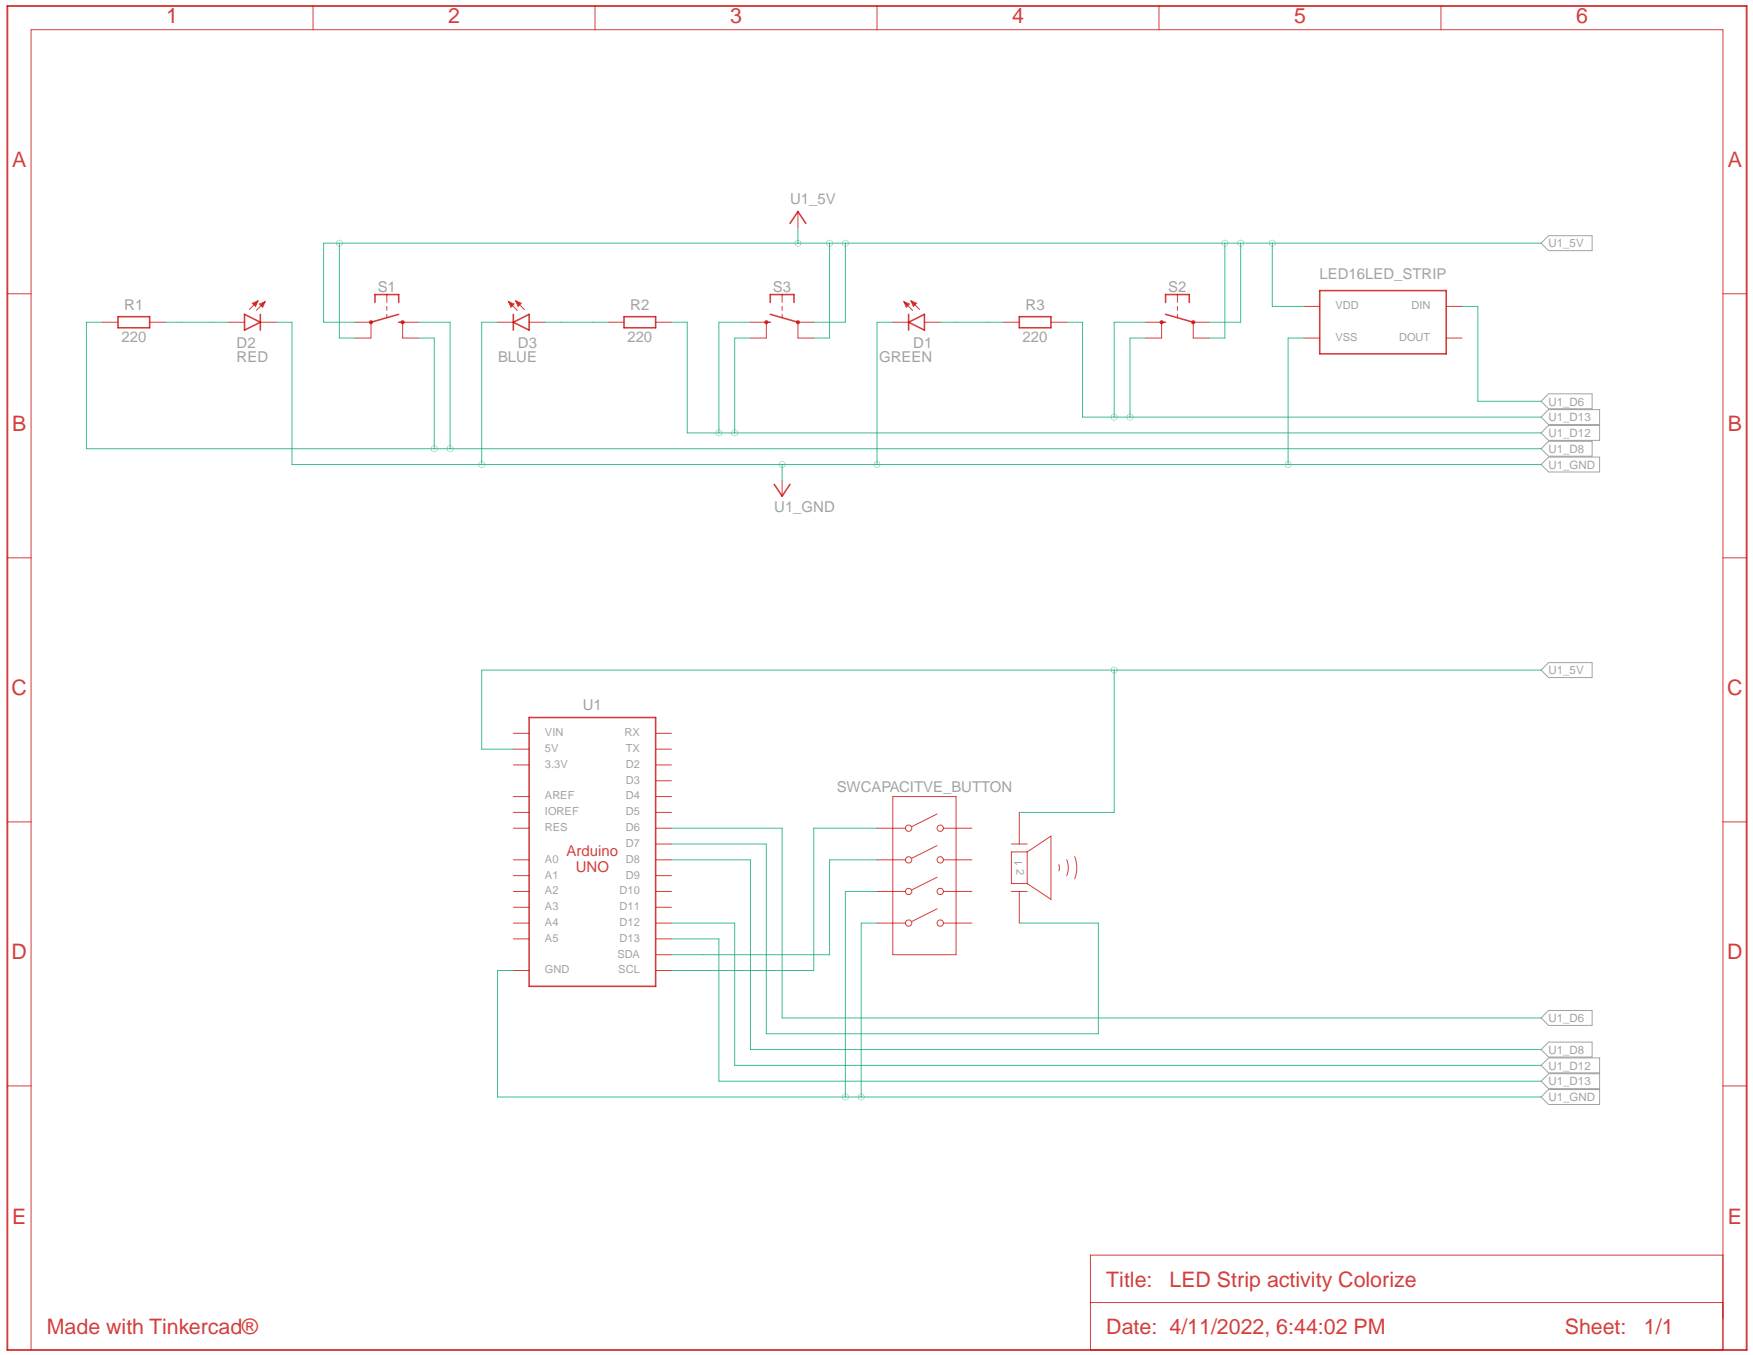 1 2 3 4 5 6
A A
U1_5V
U1_5V
LED16LED_STRIP
S1 S3 S2
R1 R2 R3
VDD DIN
220 220 220
VSS DOUT
D2 D3 D1
RED BLUE GREEN
U1_D6
U1_D13
B B
U1_D12
U1_D8
U1_GND
U1_GND
U1_5V
C C
U1
VIN RX
5V TX
3.3V D2
D3
SWCAPACITVE_BUTTON
AREF D4
IOREF D5
RES D6
D7
Arduino
UNO
A0 D8
A1 D9
A2 D10
A3 D11
A4 D12
A5 D13
SDA
GND SCL
1 2
D D
U1_D6
U1_D8
U1_D12
U1_D13
U1_GND
E E
Title: LED Strip activity Colorize
Made with Tinkercad®
Date: 4/11/2022, 6:44:02 PM Sheet: 1/1